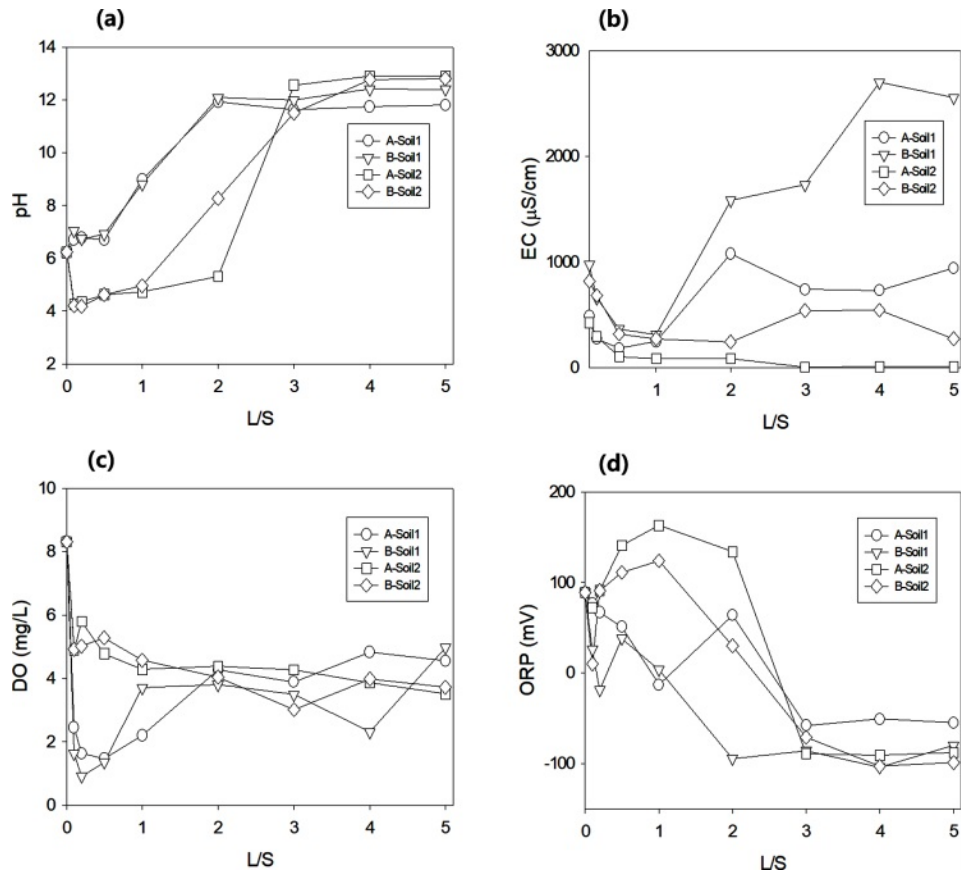 (a)
14
12
10
8
6
4
2
pH
0 1 2 3 4 5
L/S
A-Soil1
B-Soil1
A-Soil2
B-Soil2
(b)
3000
2000
1000
0
EC (μS/cm)
1 2 3 4 5
L/S
A-Soil1
B-Soil1
A-Soil2
B-Soil2
(c)
10
8
6
4
2
0
DO (mg/L)
0 1 2 3 4 5
L/S
A-Soil1
B-Soil1
A-Soil2
B-Soil2
(d)
200
100
0
-100
ORP (mV)
0 1 2 3 4 5
L/S
A-Soil1
B-Soil1
A-Soil2
B-Soil2